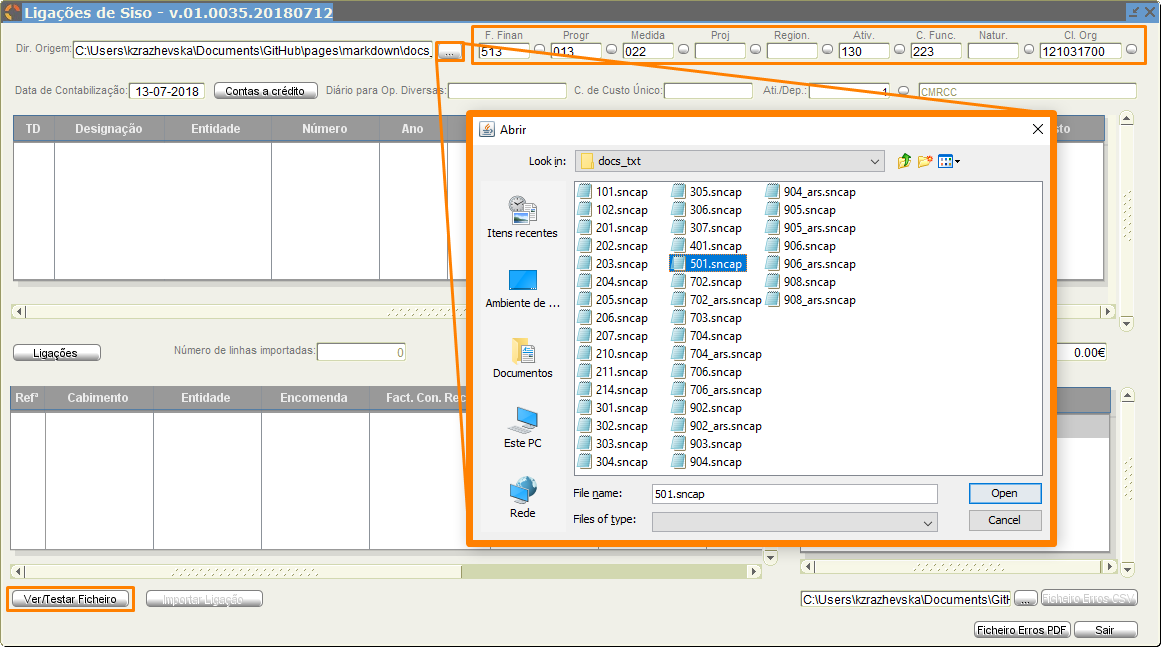 Ligações de Siso - v.01.0035.20180712
F. Finan Progr Medida Proj Region. Ativ. C. Func. Natur. Cl. Org
Dir. Origem: C:\Users\kzrazhevska\Documents\GitHub\pages\markdown\docs_ ... 513 013 022 130 223 121031700
Data de Contabilização: 13-07-2018 Contas a crédito Diário para Op. Diversas: C. de Custo Único: Ati./Dep.: 1 CMRCC
TD Designação Entidade Número Ano
Abrir
Look in: docs_txt
Itens recentes
Ambiente de ...
Documentos
Este PC
Rede
101.sncap 305.sncap 904_ars.sncap
102.sncap 306.sncap 905.sncap
201.sncap 307.sncap 905_ars.sncap
202.sncap 401.sncap 906.sncap
203.sncap 501.sncap 906_ars.sncap
204.sncap 702.sncap 908.sncap
205.sncap 702_ars.sncap 908_ars.sncap
206.sncap 703.sncap
207.sncap 704.sncap
210.sncap 704_ars.sncap
211.sncap 706.sncap
214.sncap 706_ars.sncap
301.sncap 902.sncap
302.sncap 902_ars.sncap
303.sncap 903.sncap
304.sncap 904.sncap
File name: 501.sncap Open
Files of type: Cancel
Ligações Número de linhas importadas: 0 0.00€
Refª Cabimento Entidade Encomenda Fact. Con. Rec
Ver/Testar Ficheiro Importar Ligação C:\Users\kzrazhevska\Documents\GitH ... Ficheiro Erros CSV
Ficheiro Erros PDF Sair